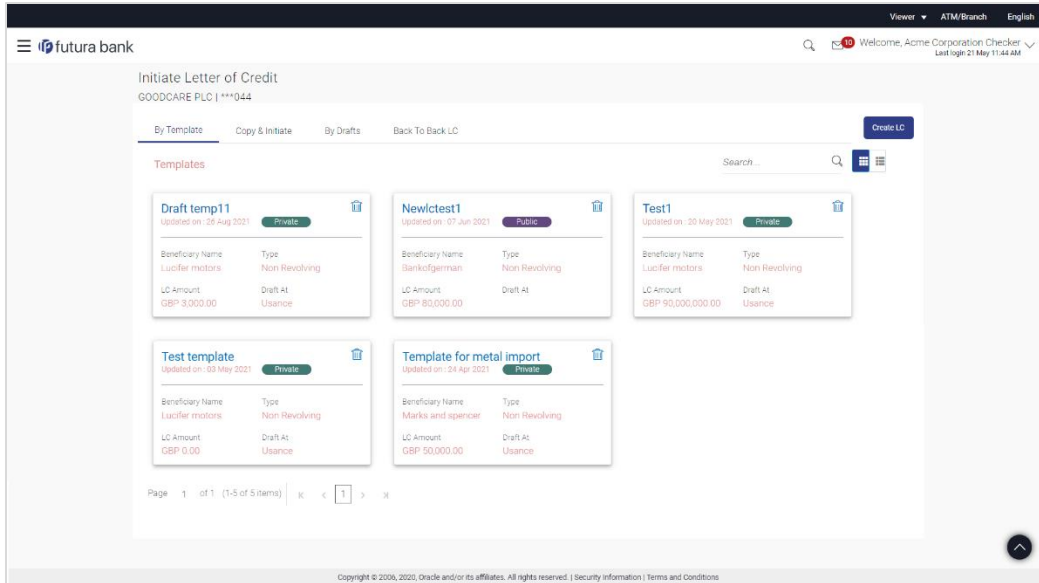 Viewer ATM/Branch English
futura bank
10 Welcome, Acme Corporation Checker
Last login 21 May 11:44 AM
Initiate Letter of Credit
GOODCARE PLC | ***044
By Template Copy & Initiate By Drafts Back To Back LC Create LC
Templates Search...
Draft temp11 Newlctest1 Test1
Updated on : 26 Aug 2021 Private Updated on : 07 Jun 2021 Public Updated on : 20 May 2021 Private
Beneficiary Name Type Beneficiary Name Type Beneficiary Name Type
Lucifer motors Non Revolving Bankofgerman Non Revolving Lucifer motors Non Revolving
LC Amount Draft At LC Amount Draft At LC Amount Draft At
GBP 3,000.00 Usance GBP 80,000.00 GBP 90,000,000.00 Usance
Test template Template for metal import
Updated on : 03 May 2021 Private Updated on : 24 Apr 2021 Private
Beneficiary Name Type Beneficiary Name Type
Lucifer motors Non Revolving Marks and spencer Non Revolving
LC Amount Draft At LC Amount Draft At
GBP 0.00 Usance GBP 50,000.00 Usance
Page 1 of 1 (1-5 of 5 items) 1
Copyright © 2006, 2020, Oracle and/or its affiliates. All rights reserved. | Security Information | Terms and Conditions